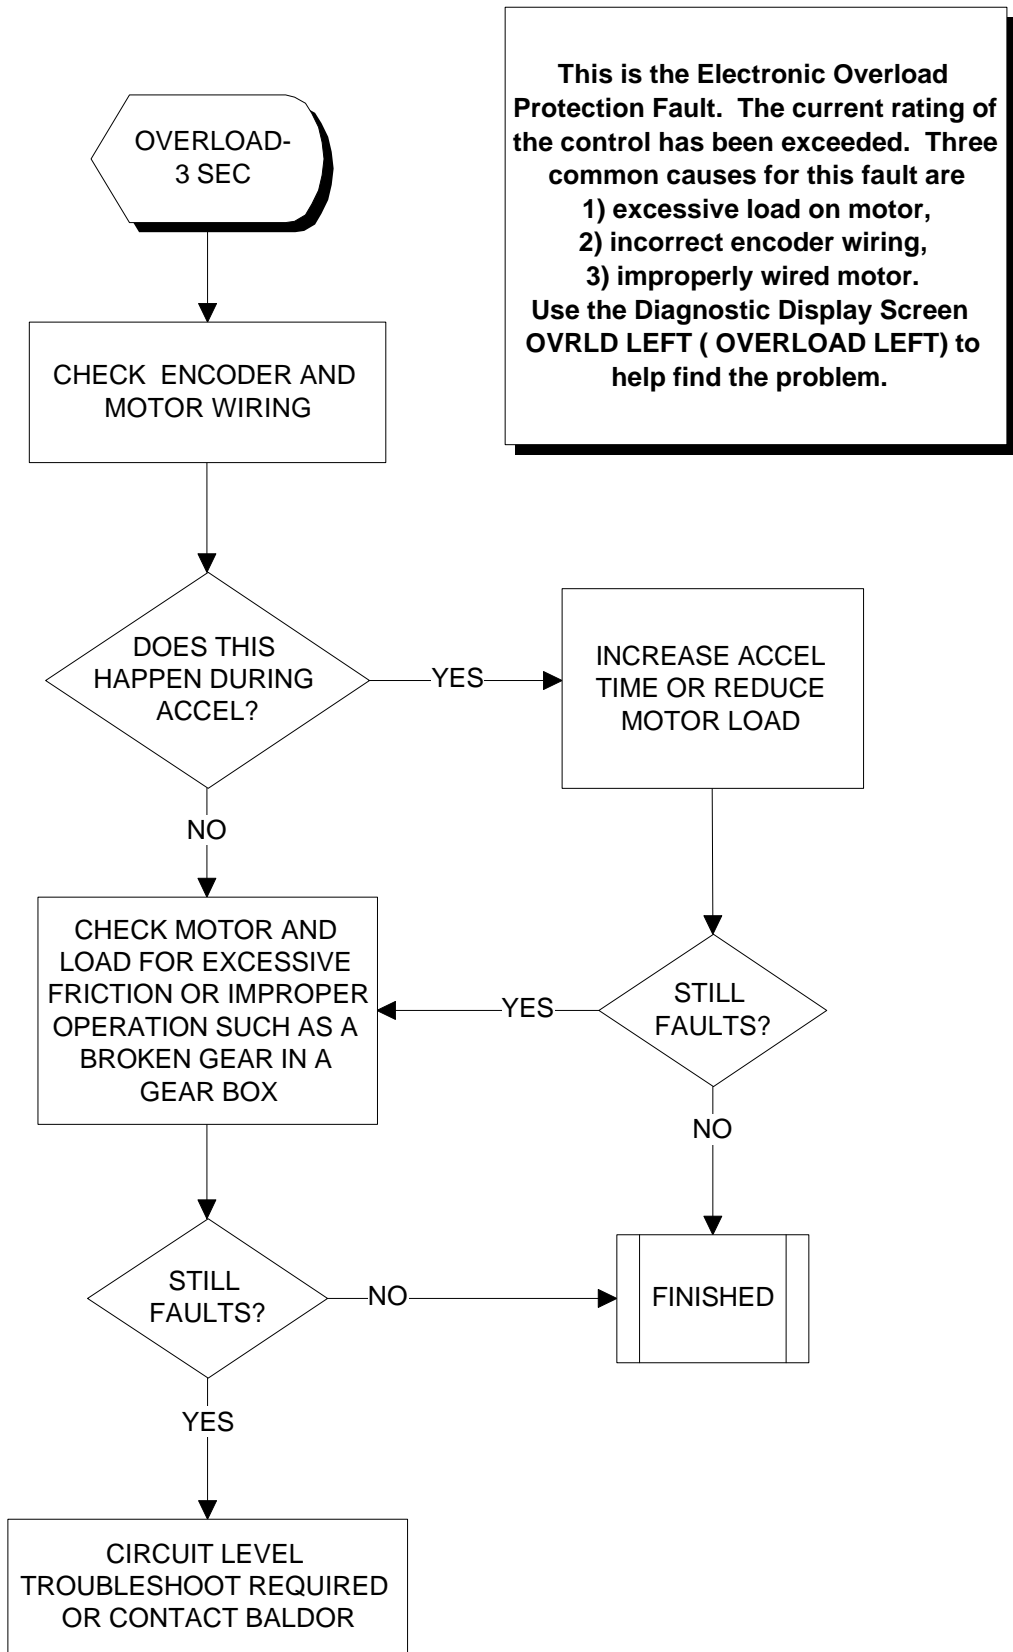 This is the Electronic Overload
Protection Fault. The current rating of
the control has been exceeded. Three
common causes for this fault are
1) excessive load on motor,
2) incorrect encoder wiring,
3) improperly wired motor.
Use the Diagnostic Display Screen
OVRLD LEFT ( OVERLOAD LEFT) to
help find the problem.
OVERLOAD-
3 SEC
CHECK ENCODER AND
MOTOR WIRING
DOES THIS
HAPPEN DURING
ACCEL?
YES
INCREASE ACCEL
TIME OR REDUCE
MOTOR LOAD
NO
CHECK MOTOR AND
LOAD FOR EXCESSIVE
FRICTION OR IMPROPER
OPERATION SUCH AS A
BROKEN GEAR IN A
GEAR BOX
YES
STILL
FAULTS?
NO
STILL
FAULTS?
NO
FINISHED
YES
CIRCUIT LEVEL
TROUBLESHOOT REQUIRED
OR CONTACT BALDOR